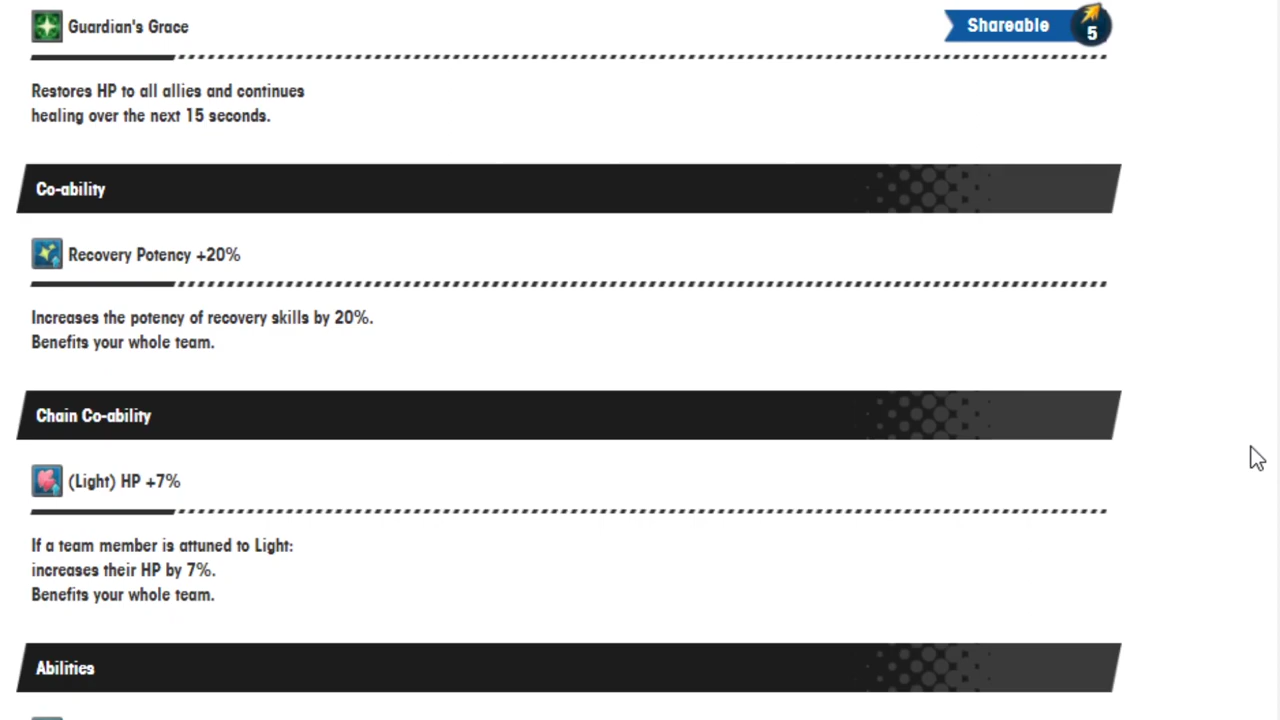 Guardian's Grace
Shareable
5
Restores HP to all allies and continues
healing over the next 15 seconds.
Co-ability
Recovery Potency +20%
Increases the potency of recovery skills by 20%.
Benefits your whole team.
Chain Co-ability
(Light) HP +7%
If a team member is attuned to Light:
increases their HP by 7%.
Benefits your whole team.
Abilities